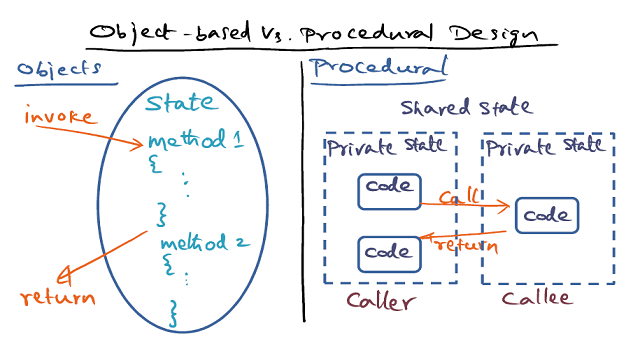 Object-based Vs. Procedural Design
Objects
State
invoke
method 1
{
:
}
method 2
{
:
}
return
Procedural
Shared State
Private State
code
call
code
Caller
Private State
code
return
Callee